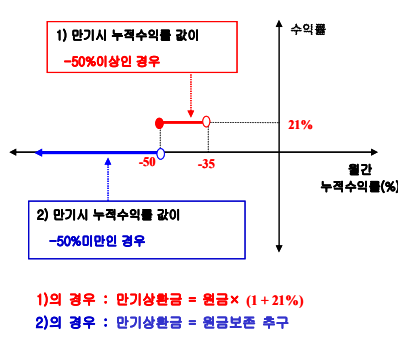 수익률
1) 만기시 누적수익률 값이
-50%이상인 경우
21%
-50
-35
월간
누적수익률(%)
2) 만기시 누적수익률 값이
-50%미만인 경우
1)의 경우 : 만기상환금 = 원금× (1 + 21%)
2)의 경우 : 만기상환금 = 원금보존 추구